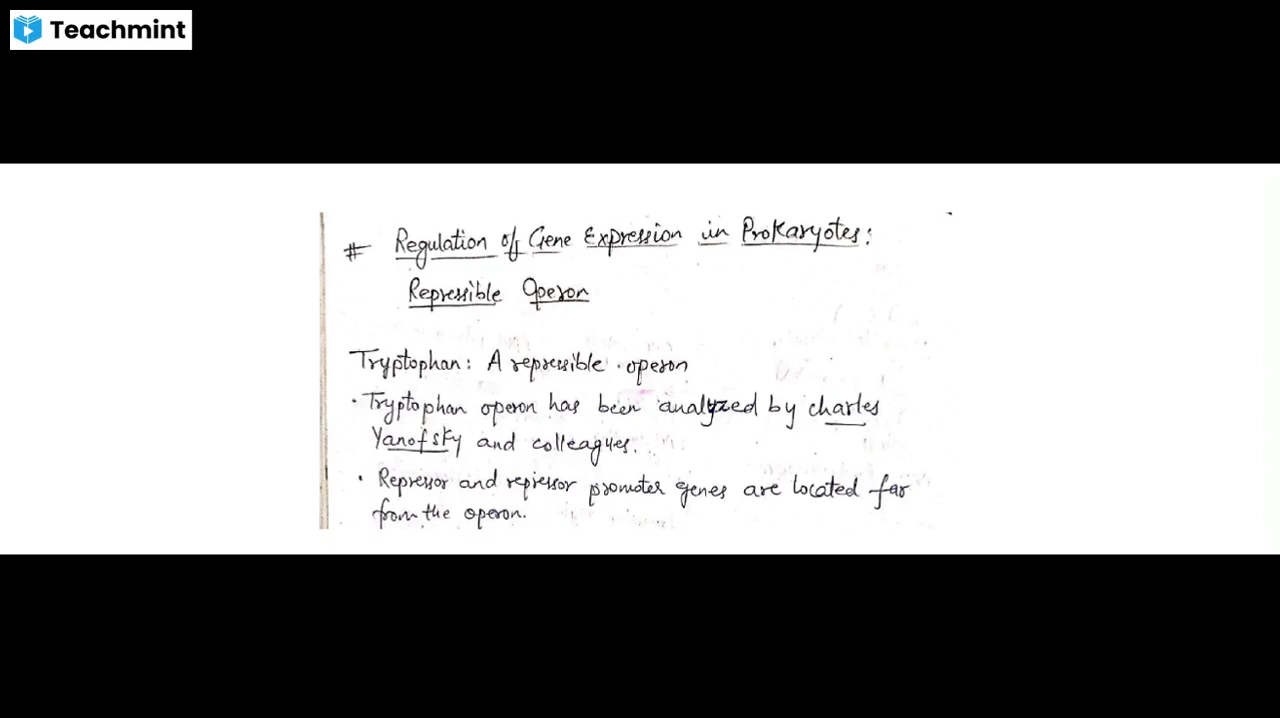 Teachmint
# Regulation of Gene Expression in Prokaryotes:
Repressible Operon
Tryptophan: A repressible operon
• Tryptophan operon has been analyzed by charles
Yanofsky and colleagues.
• Repressor and repressor promoter genes are located far
from the operon.